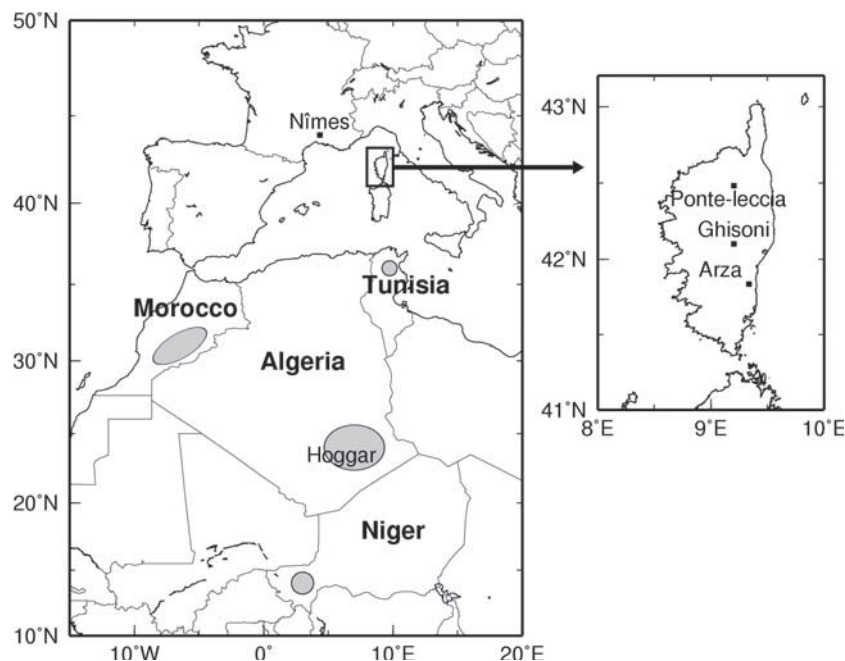 50˚N
40˚N
30˚N
20˚N
10˚N
10˚W
0˚
10˚E
20˚E
Nîmes
Tunisia
Morocco
Algeria
Hoggar
Niger
43˚N
42˚N
41˚N
8˚E
9˚E
10˚E
Ponte-leccia
Ghisoni
Arza